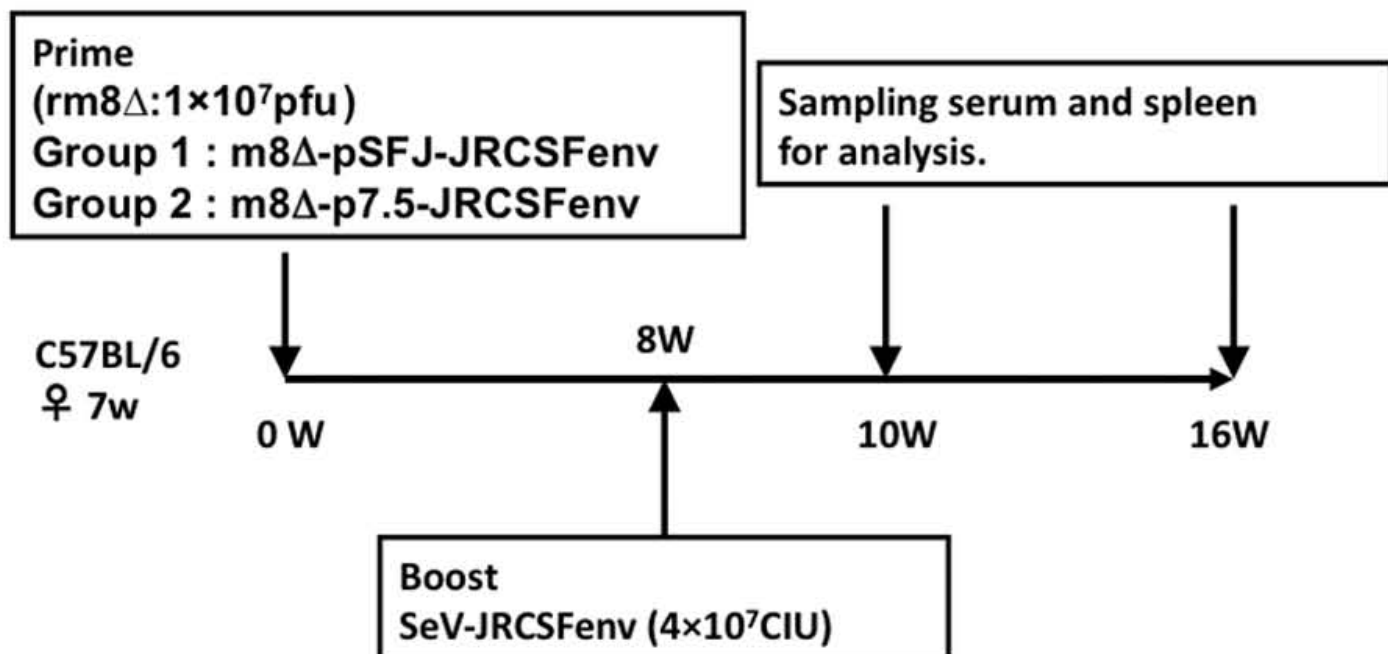 Prime
(rm8Δ:1×10⁷pfu)
Group 1 : m8Δ-pSFJ-JRCSFenv
Group 2 : m8Δ-p7.5-JRCSFenv
Sampling serum and spleen
for analysis.
C57BL/6
♀ 7w
8W
0 W
10W
16W
Boost
SeV-JRCSFenv (4×10⁷CIU)